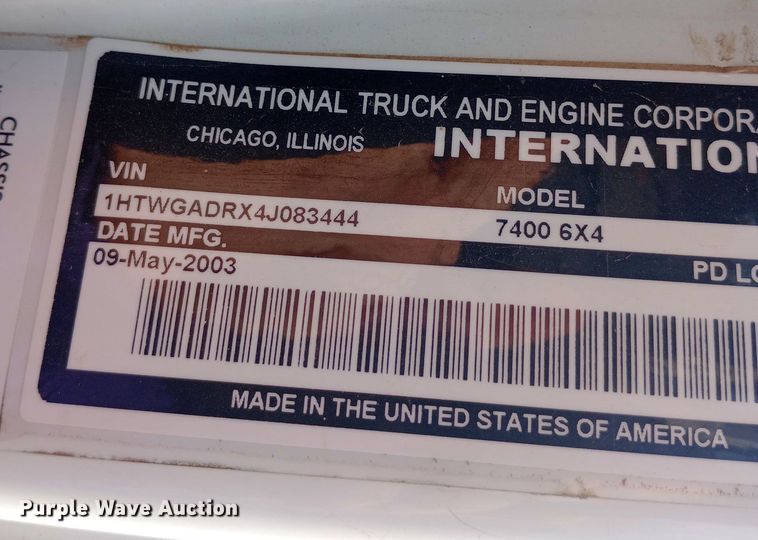 INTERNATIONAL TRUCK AND ENGINE CORPORA
CHICAGO, ILLINOIS
INTERNATION
VIN
MODEL
1HTWGADRX4J083444
7400 6X4
DATE MFG.
PD LO
09-May-2003
MADE IN THE UNITED STATES OF AMERICA
CHASSIS
Purple Wave Auction